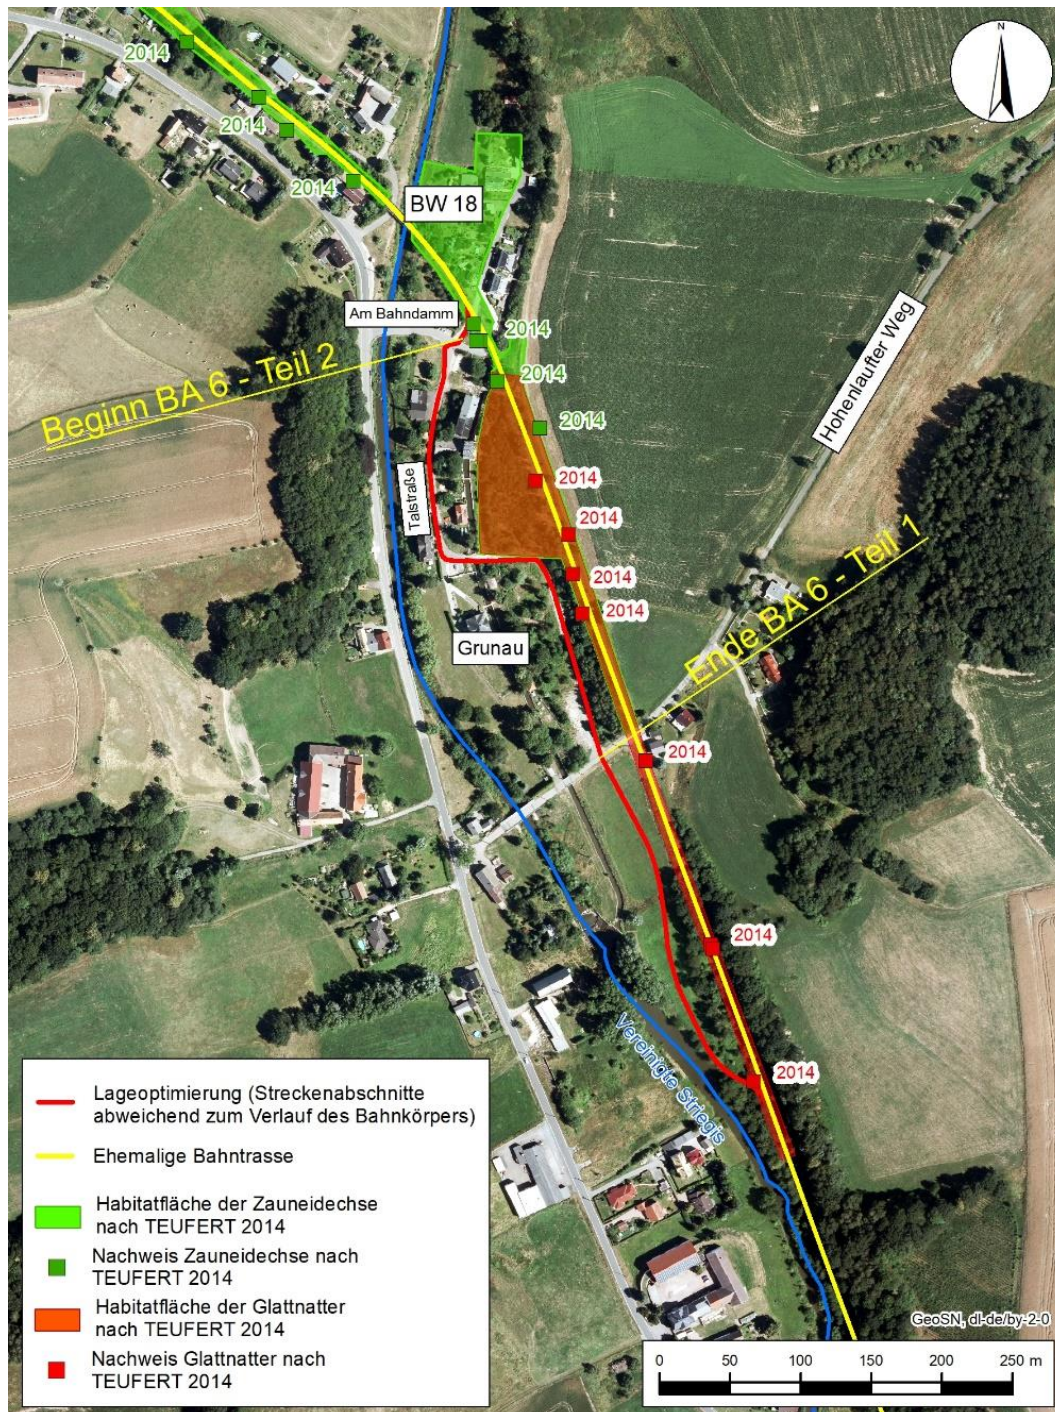 N
2014
2014
2014
BW 18
Am Bahndamm
2014
Beginn BA 6 - Teil 2
2014
2014
Hohenlaufter Weg
Talstraße
2014
2014
2014
2014
Ende BA 6 - Teil 1
Grunau
2014
2014
Vereinigte Striegis
2014
Lageoptimierung (Streckenabschnitte
abweichend zum Verlauf des Bahnkörpers)
Ehemalige Bahntrasse
Habitatfläche der Zauneidechse
nach TEUFERT 2014
Nachweis Zauneidechse nach
TEUFERT 2014
Habitatfläche der Glattnatter
nach TEUFERT 2014
Nachweis Glattnatter nach
TEUFERT 2014
GeoSN, dl-de/by-2-0
0 50 100 150 200 250 m